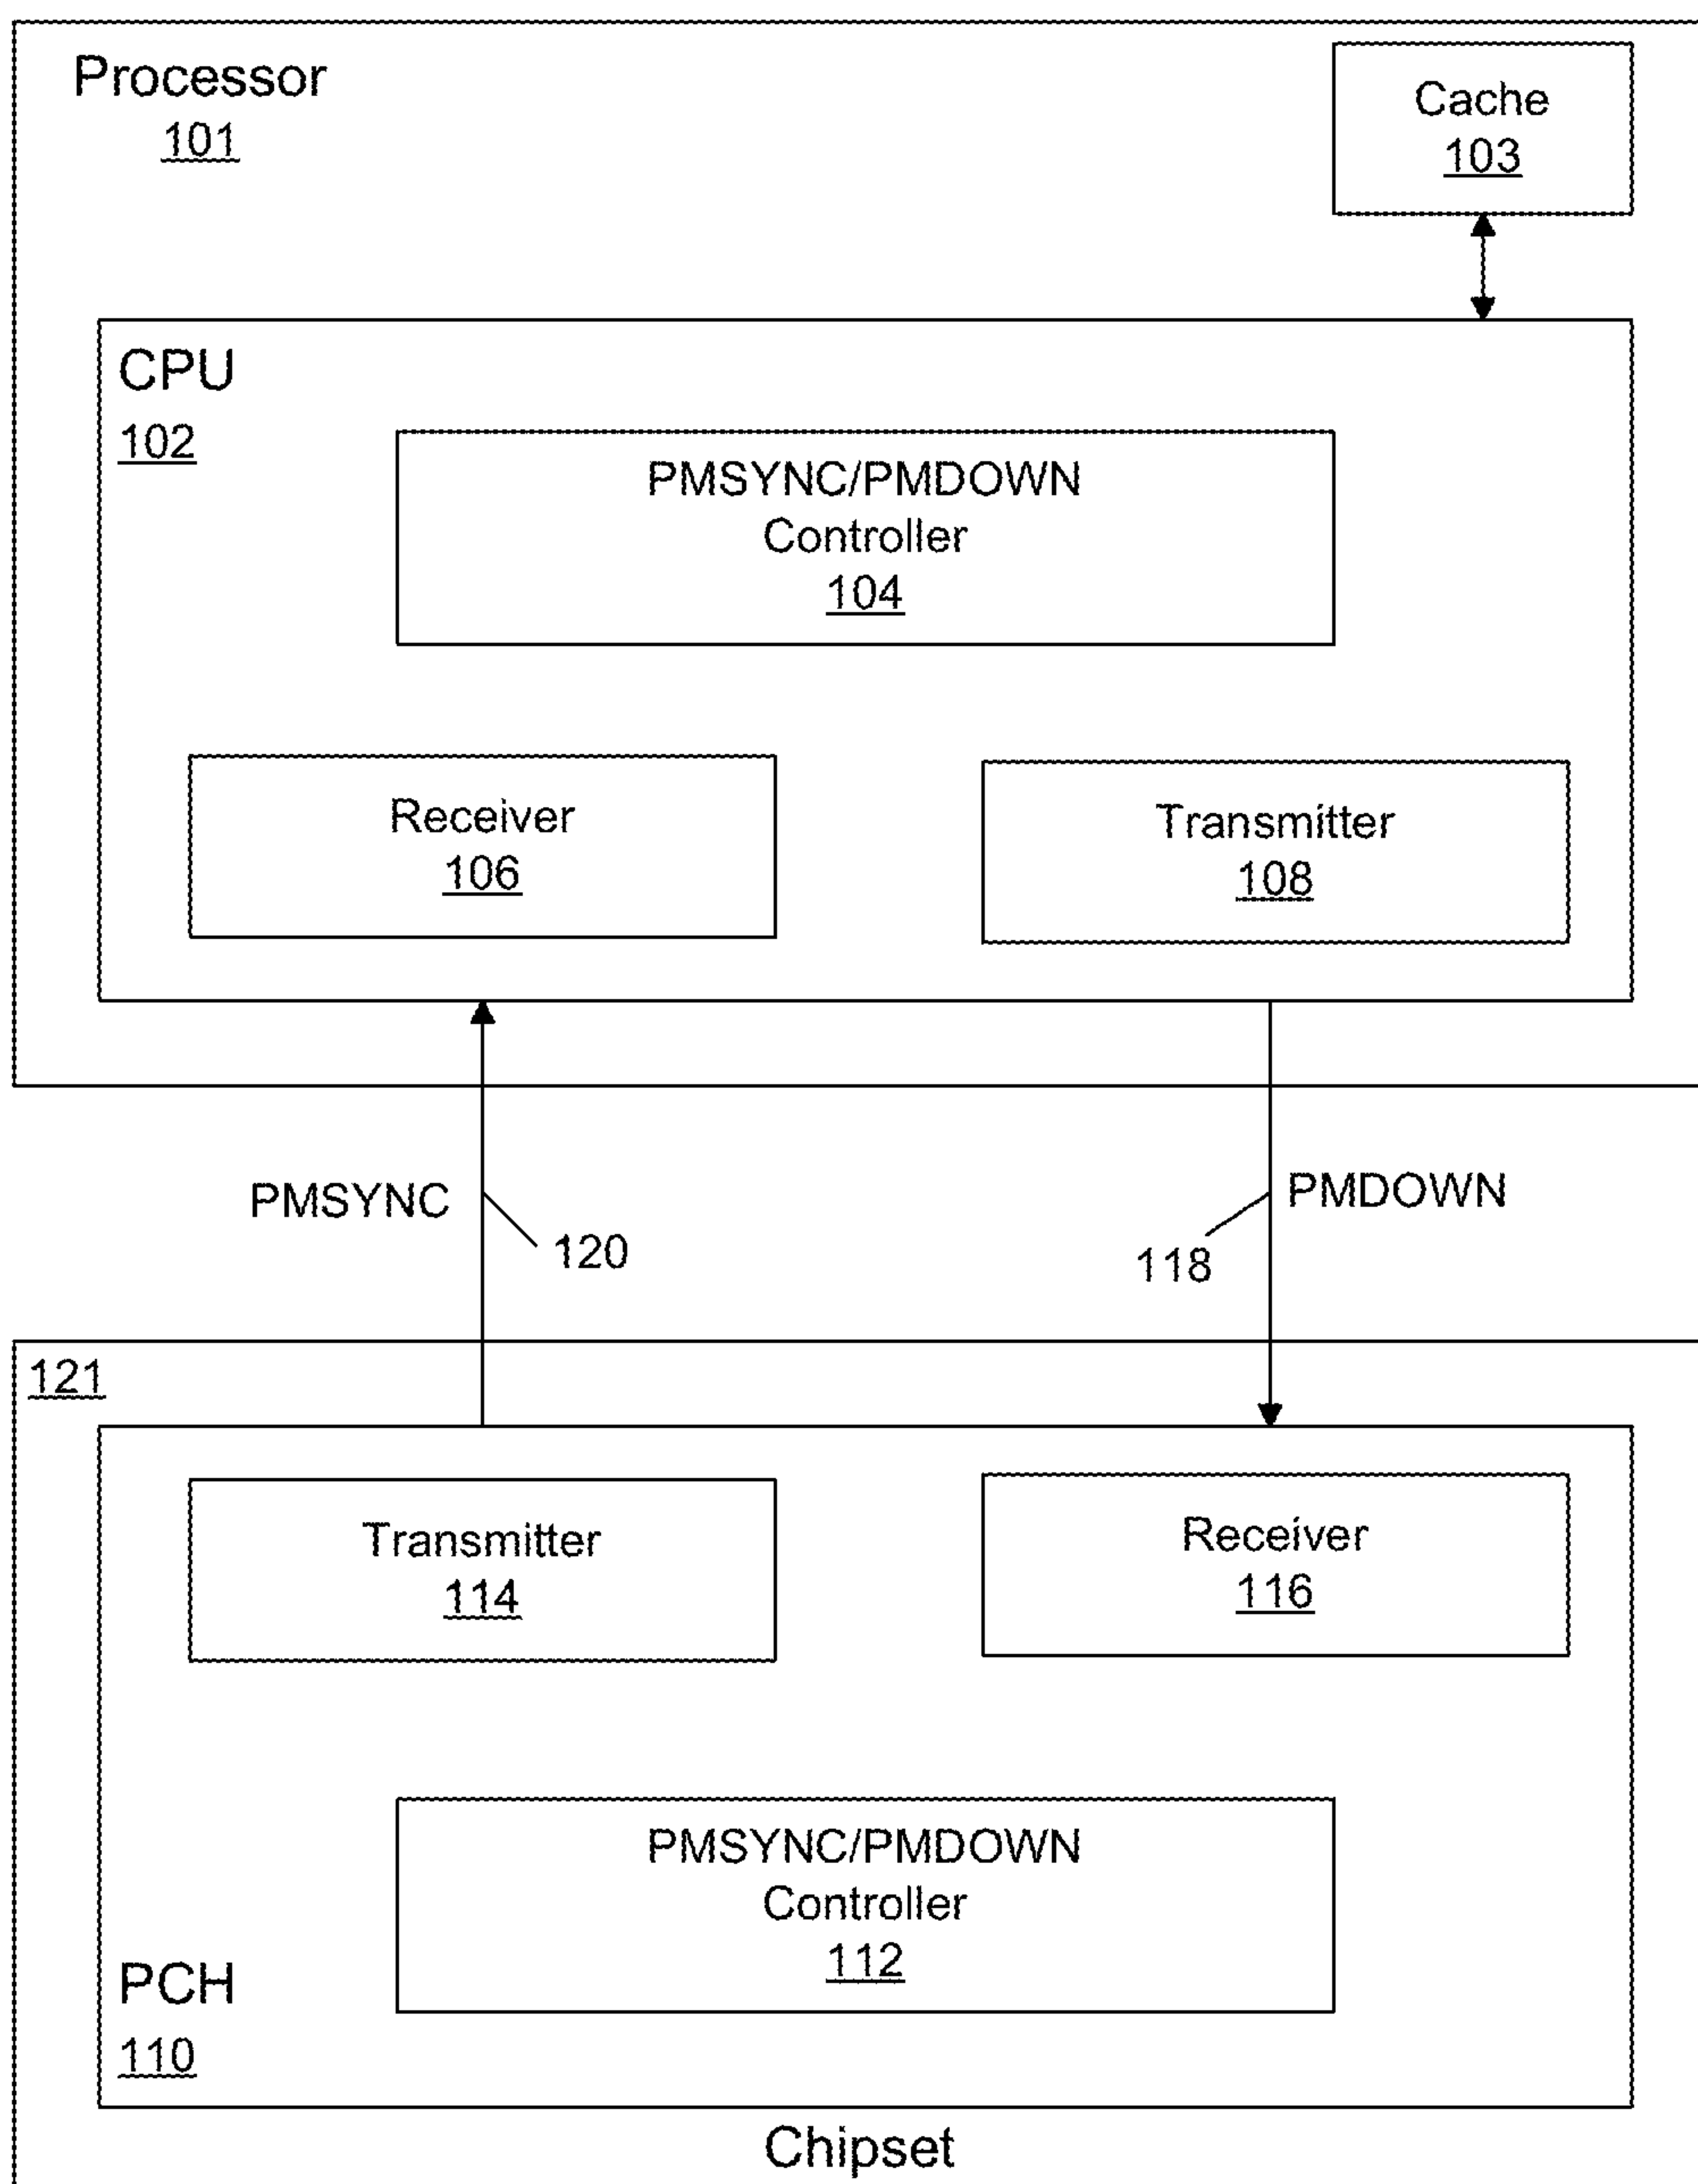 Processor
101
Cache
103
CPU
102
PMSYNC/PMDOWN
Controller
104
Receiver
106
Transmitter
108
PMSYNC
120
PMDOWN
118
121
Transmitter
114
Receiver
116
PMSYNC/PMDOWN
Controller
112
PCH
110
Chipset